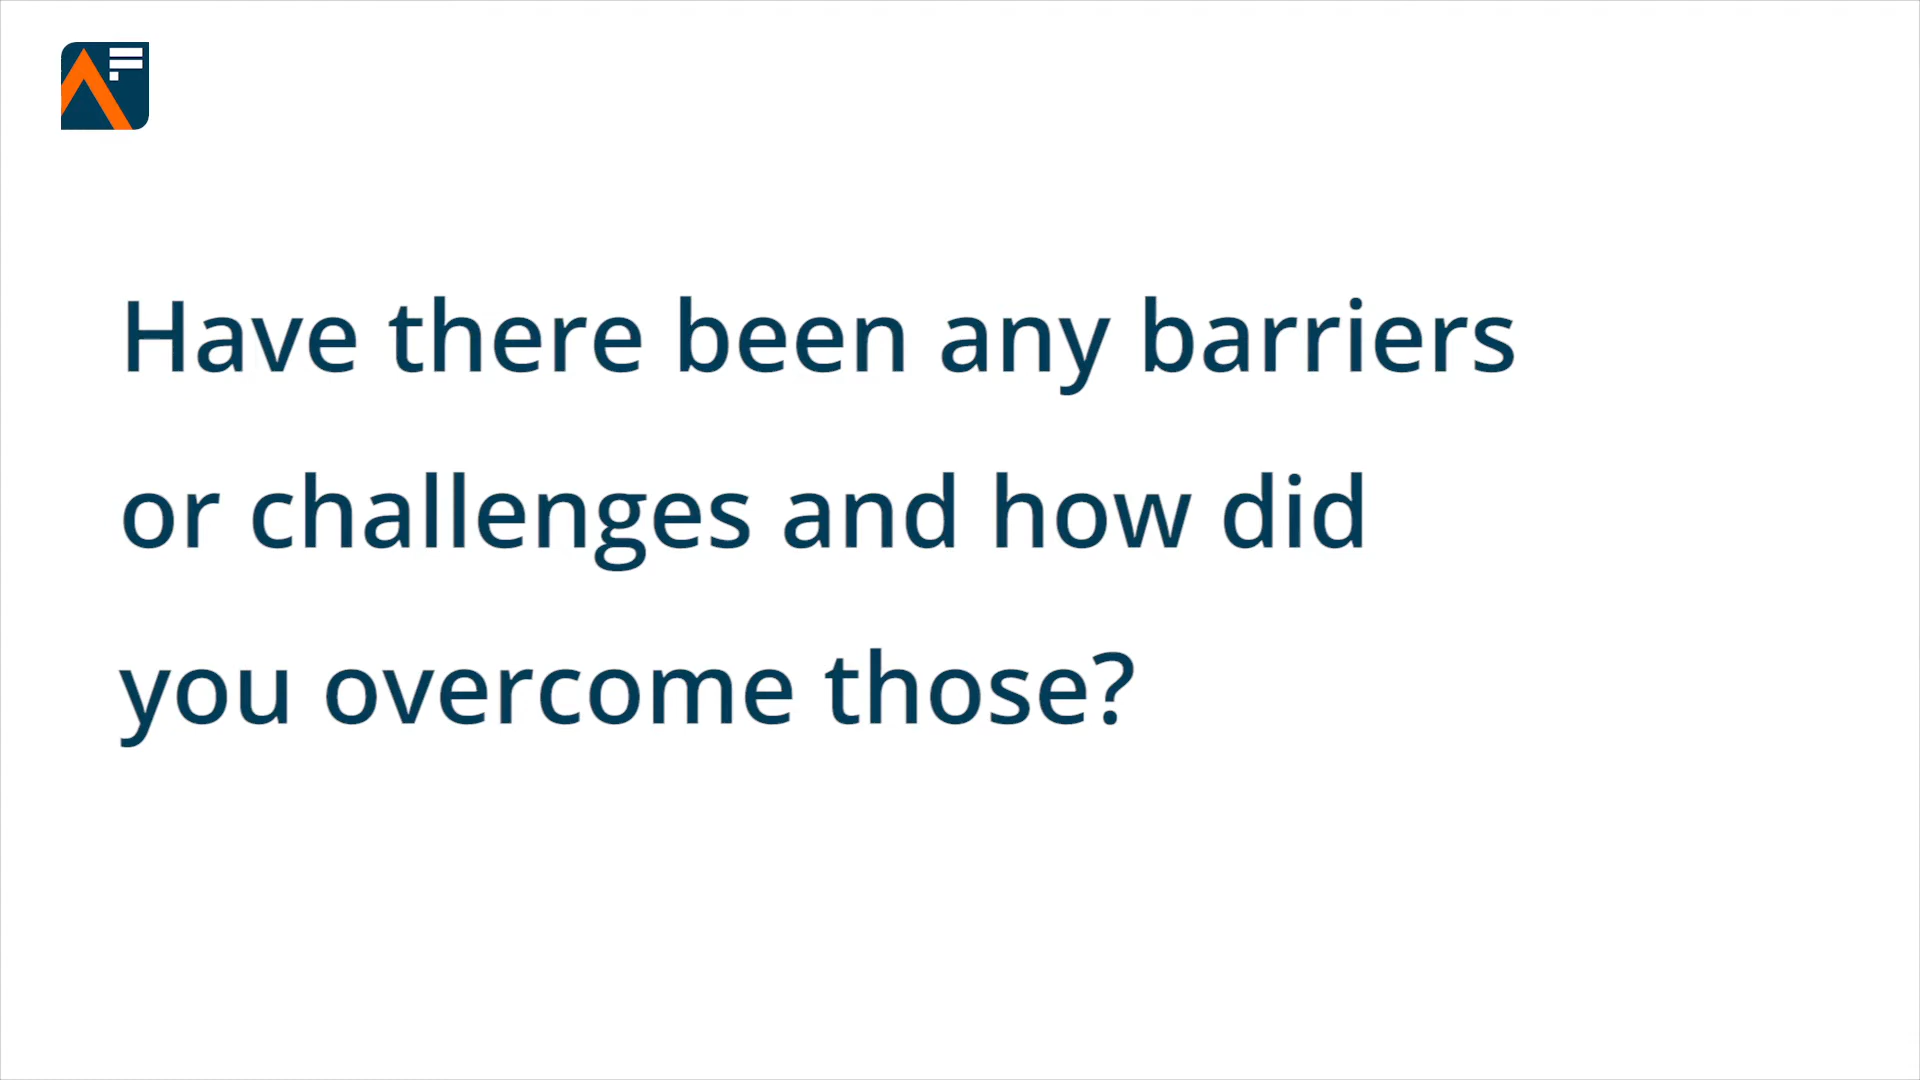 Have there been any barriers
or challenges and how did
you overcome those?